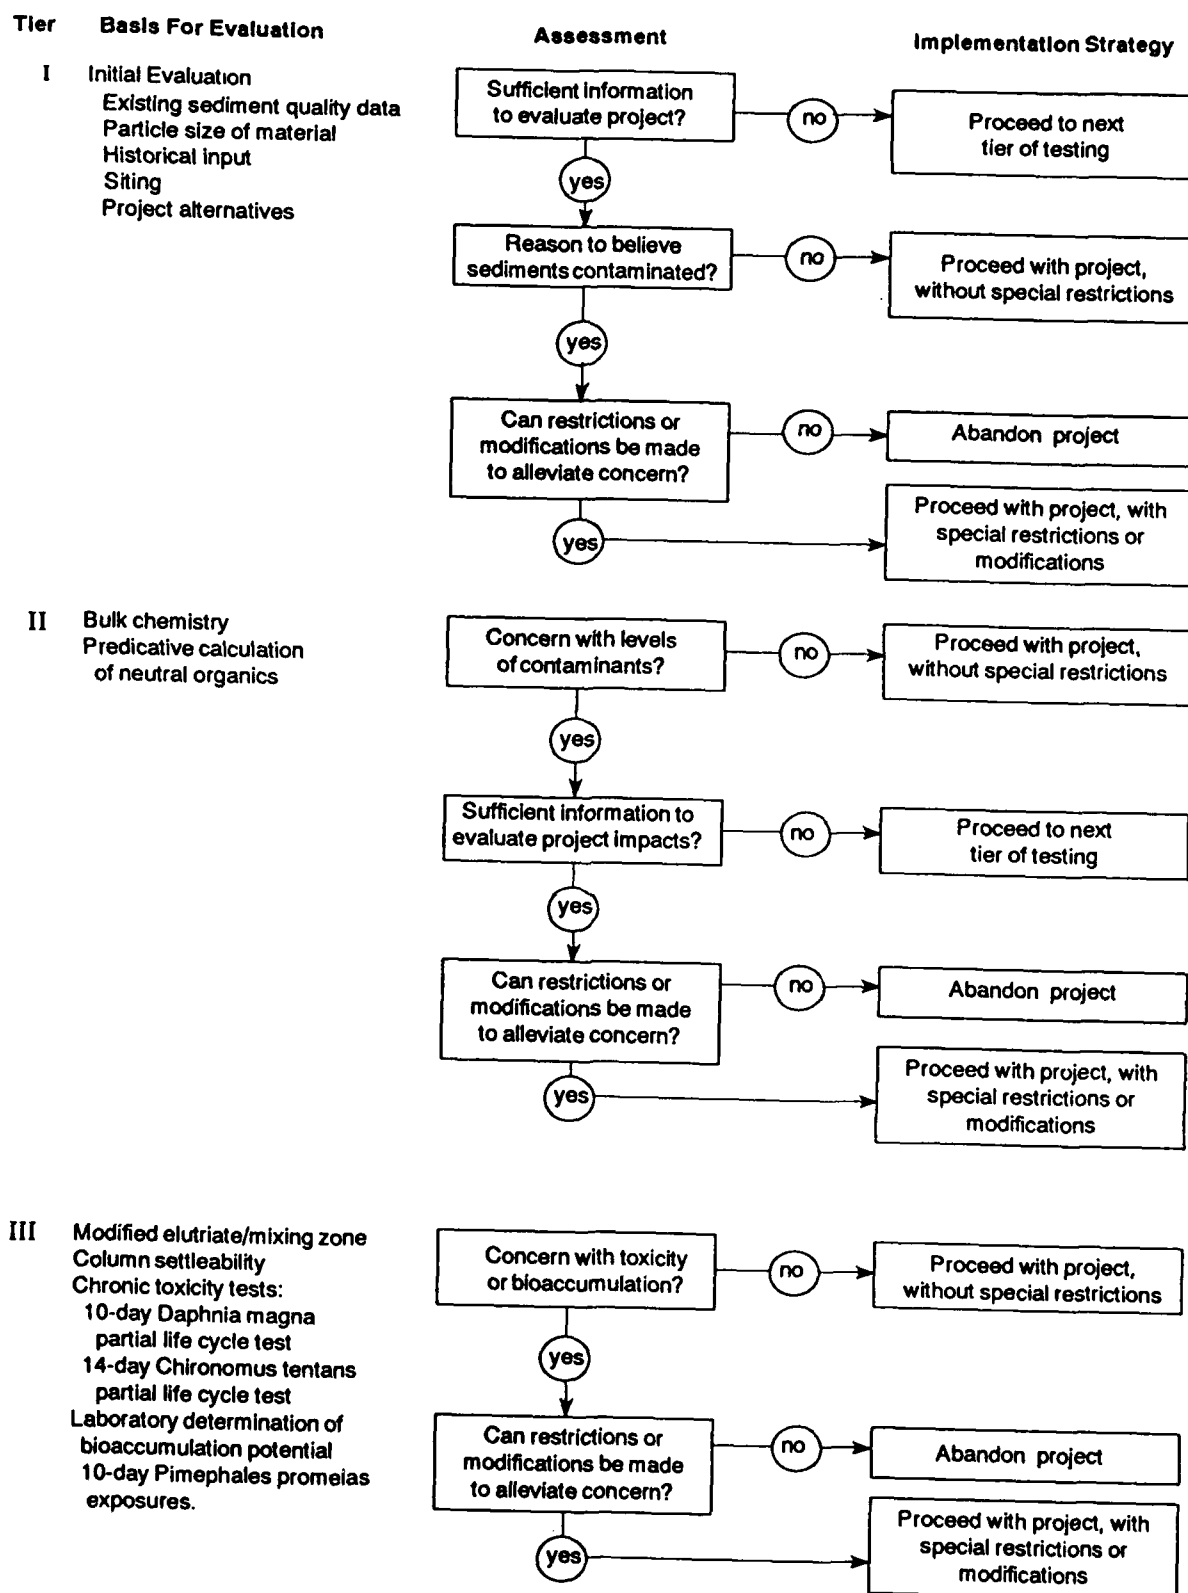 Tier Basis For Evaluation Assessment Implementation Strategy
I Initial Evaluation
Existing sediment quality data
Particle size of material
Historical input
Siting
Project alternatives
Sufficient information
to evaluate project?
no
Proceed to next
tier of testing
yes
Reason to believe
sediments contaminated?
no
Proceed with project,
without special restrictions
yes
Can restrictions or
modifications be made
to alleviate concern?
no
Abandon project
yes
Proceed with project, with
special restrictions or
modifications
II Bulk chemistry
Predicative calculation
of neutral organics
Concern with levels
of contaminants?
no
Proceed with project,
without special restrictions
yes
Sufficient information to
evaluate project impacts?
no
Proceed to next
tier of testing
yes
Can restrictions or
modifications be made
to alleviate concern?
no
Abandon project
yes
Proceed with project, with
special restrictions or
modifications
III Modified elutriate/mixing zone
Column settleability
Chronic toxicity tests:
10-day Daphnia magna
partial life cycle test
14-day Chironomus tentans
partial life cycle test
Laboratory determination of
bioaccumulation potential
10-day Pimephales promeias
exposures.
Concern with toxicity
or bioaccumulation?
no
Proceed with project,
without special restrictions
yes
Can restrictions or
modifications be made
to alleviate concern?
no
Abandon project
yes
Proceed with project, with
special restrictions or
modifications